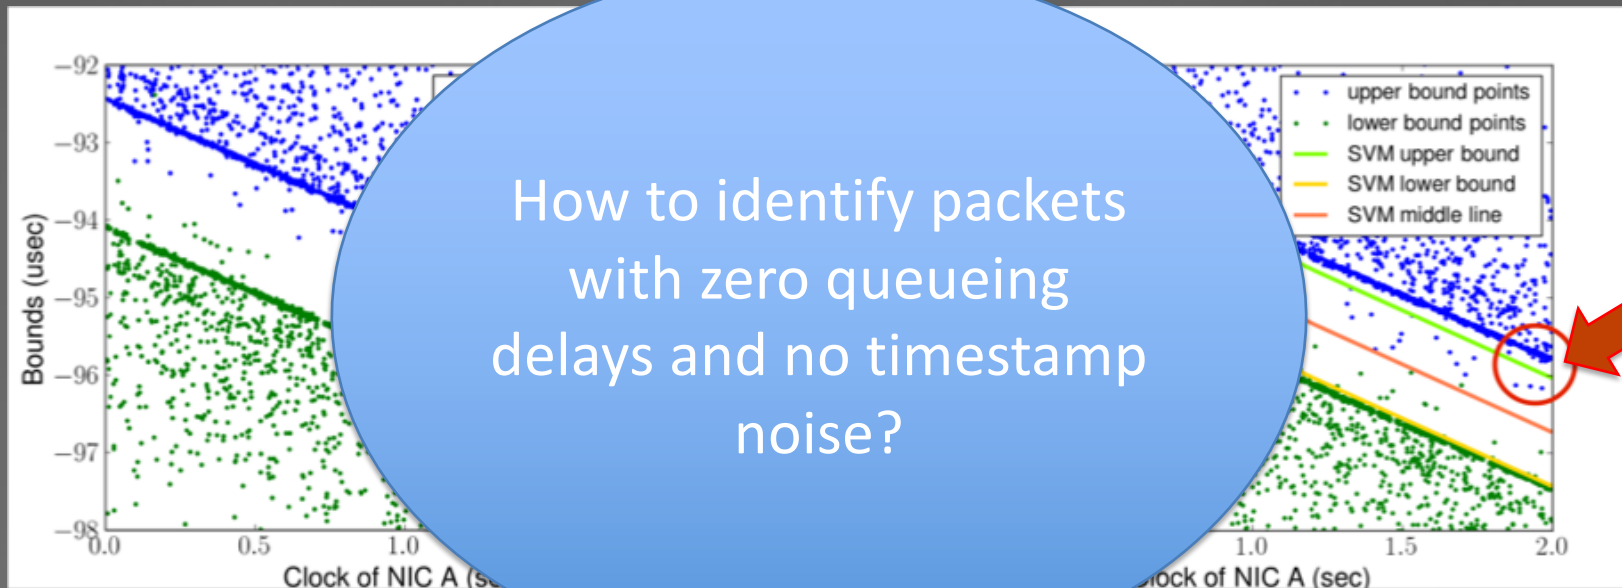 −92
−93
−94
−95
−96
−97
−98
Bounds (usec)
0.0 0.5 1.0
Clock of NIC A
How to identify packets
with zero queueing
delays and no timestamp
noise?
upper bound points
lower bound points
SVM upper bound
SVM lower bound
SVM middle line
1.0 1.5 2.0
of NIC A (sec)